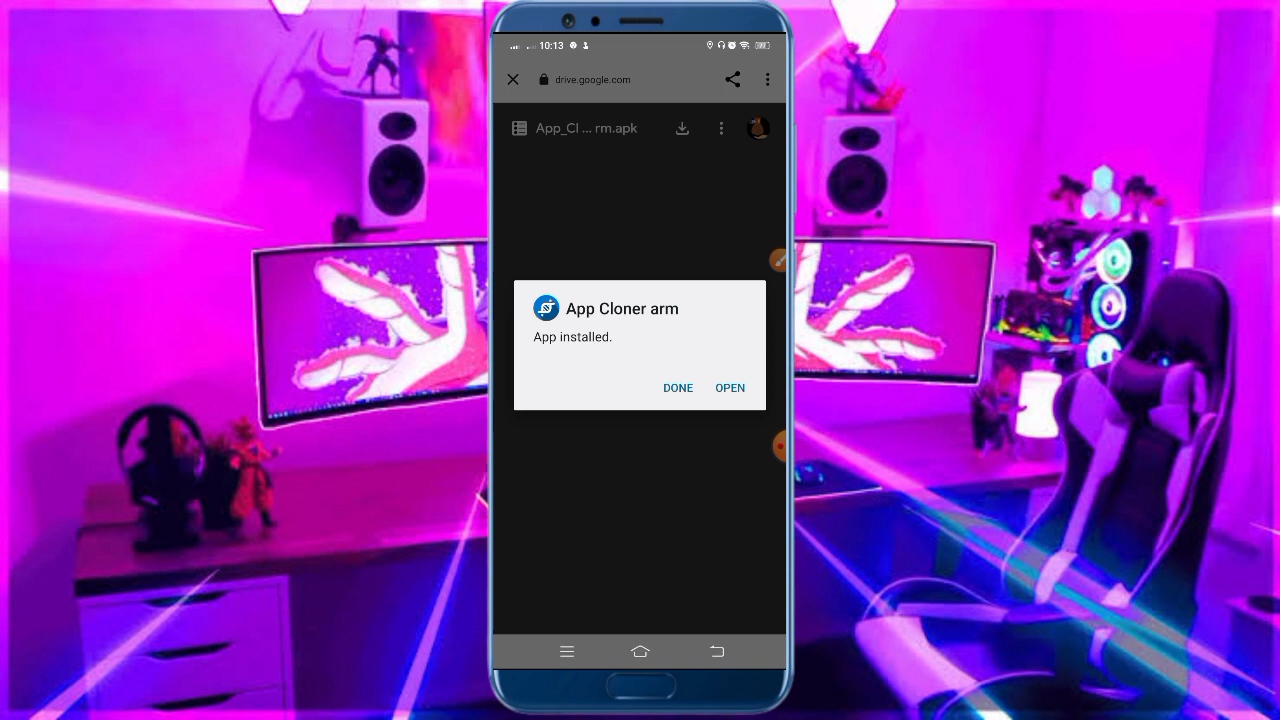 10:13
drive.google.com
App_Cl ... rm.apk
App Cloner arm
App installed.
DONE OPEN